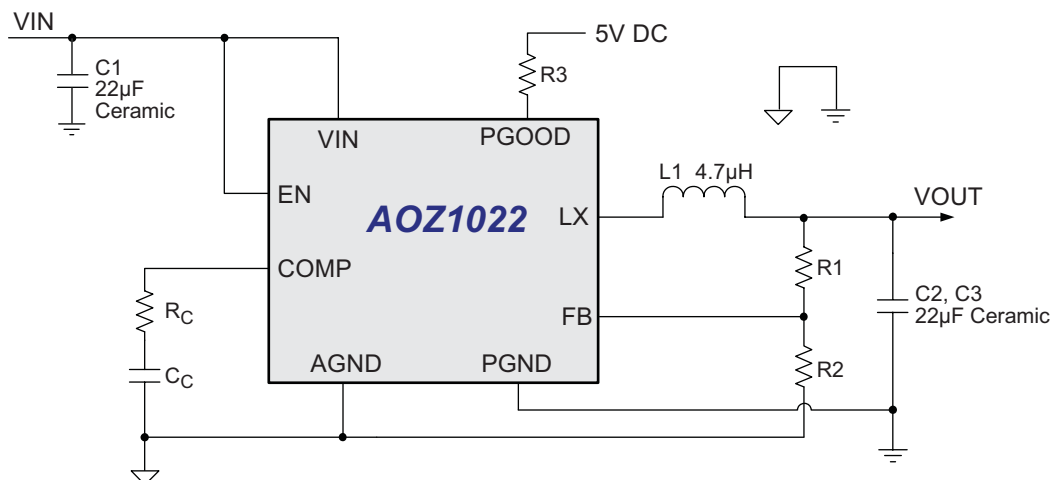 VIN
5V DC
C1
22µF
Ceramic
R3
VIN
PGOOD
L1 4.7µH
EN
AOZ1022
LX
VOUT
COMP
R1
RC
FB
C2, C3
22µF Ceramic
CC
AGND
PGND
R2